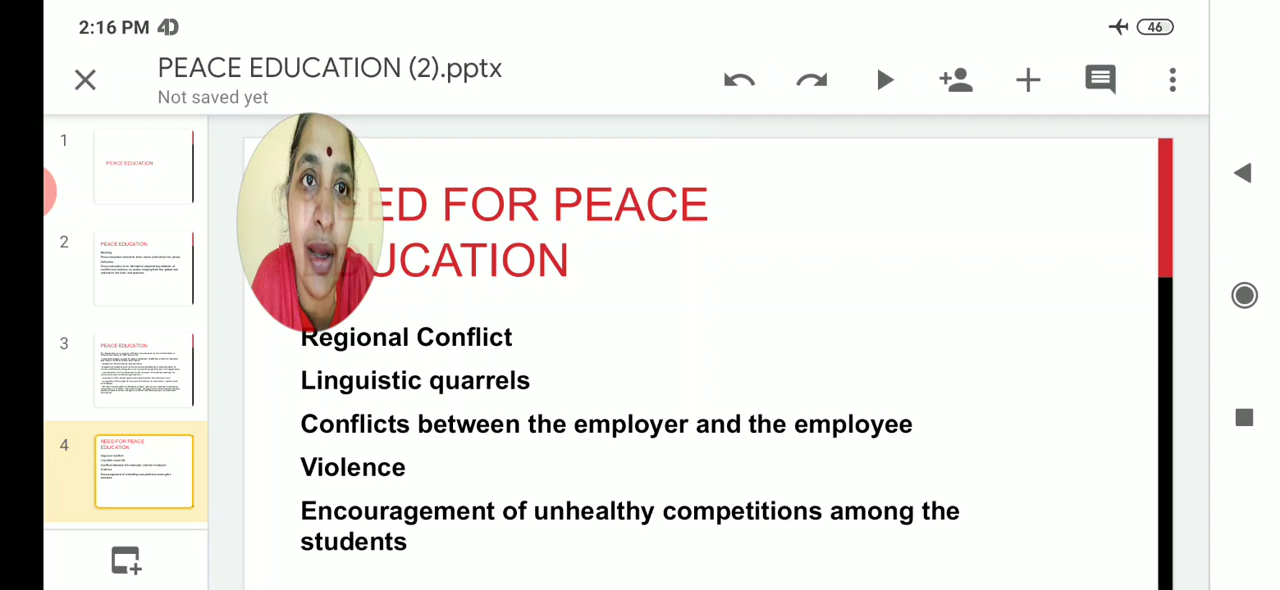 2:16 PM 4D
46
PEACE EDUCATION (2).pptx
Not saved yet
1
PEACE EDUCATION
2
PEACE EDUCATION
3
PEACE EDUCATION
4
NEED FOR PEACE
EDUCATION
ED FOR PEACE
UCATION
Regional Conflict
Linguistic quarrels
Conflicts between the employer and the employee
Violence
Encouragement of unhealthy competitions among the
students